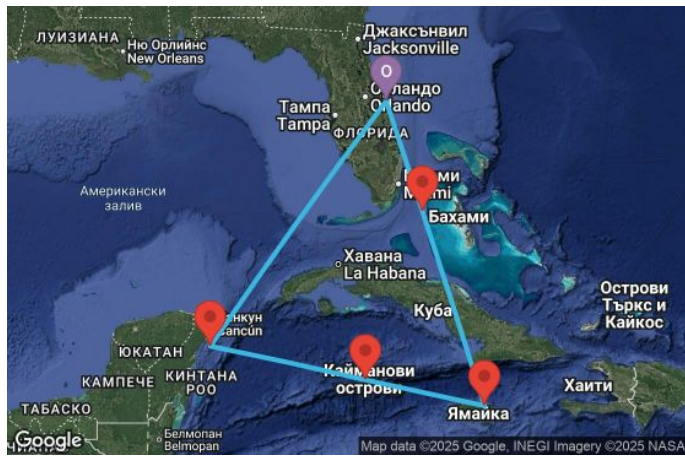 ЛУИЗИАНА
Ню Орлийнс
New Orleans
Джаксънвил
Jacksonville
O
Орландо
Orlando
Тампа
Tampa
ФЛОРИДА
Miami
Бахами
Американски
залив
Хавана
La Habana
Куба
Острови
Търкс и
Кайкос
Cancún
ЮКАТАН
КАМПЕЧЕ
КИНТАНА
РОО
Кайманови
острови
Ямайка
Хаити
ТАБАСКО
Белмопан
Belmopan
Google
Map data ©2025 Google, INEGI Imagery ©2025 NASA